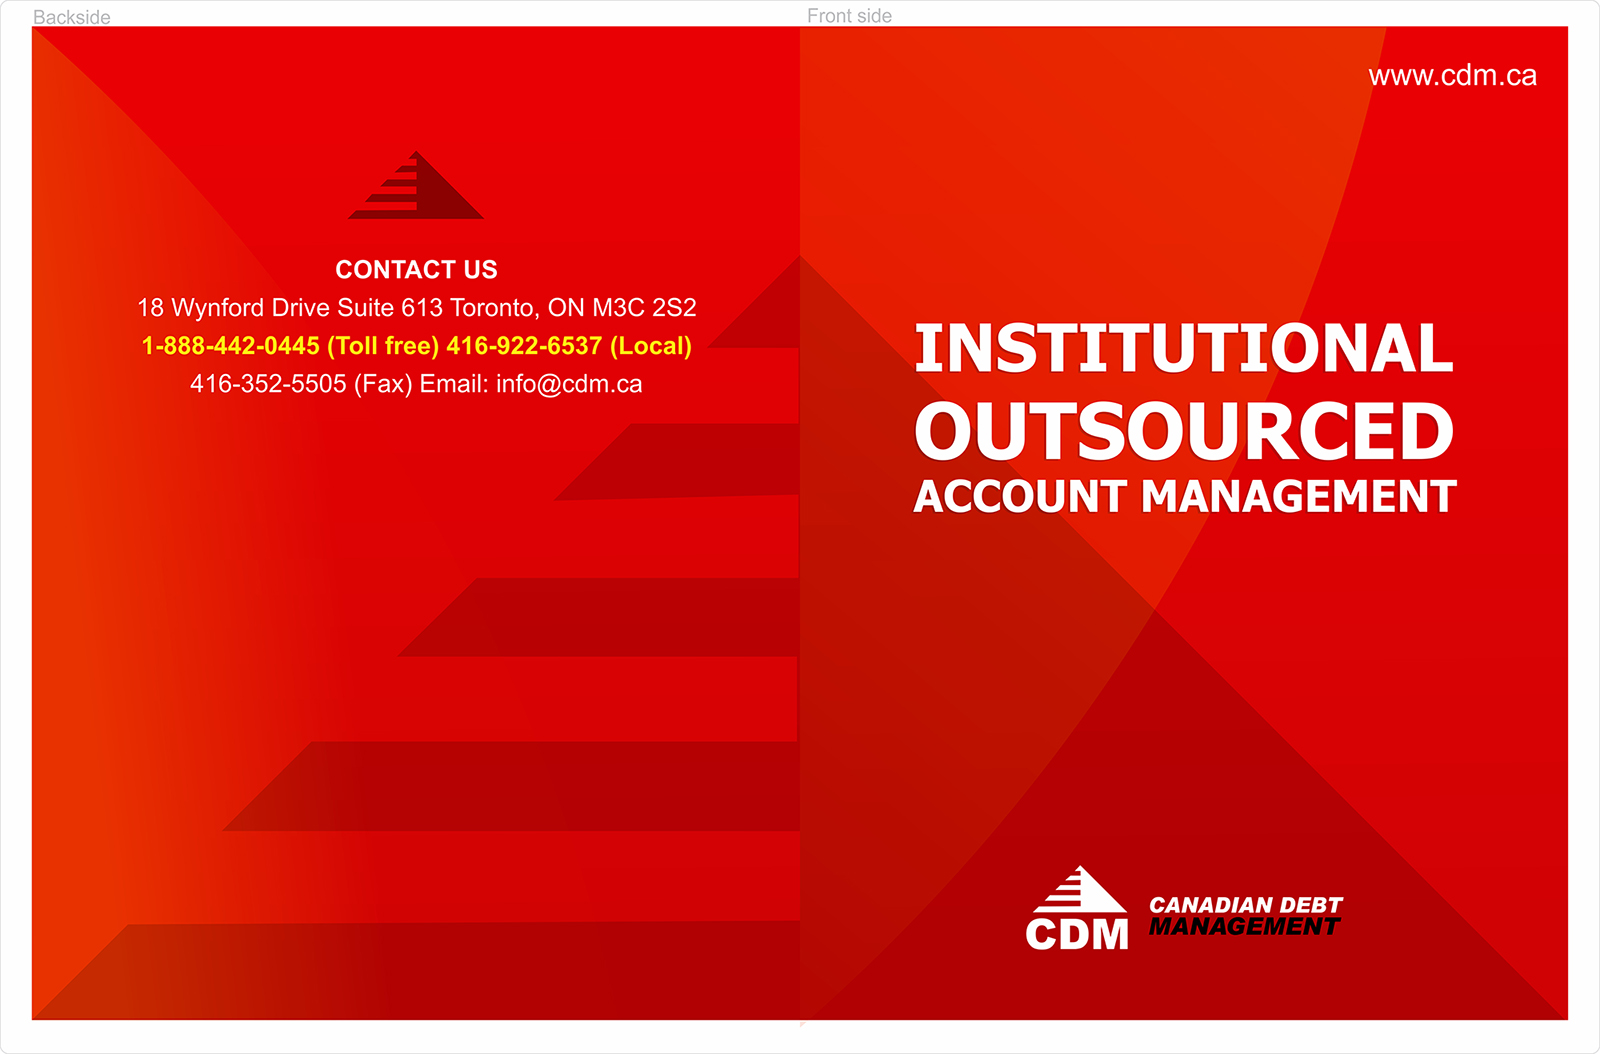 Backside
Front side
www.cdm.ca
CONTACT US
18 Wynford Drive Suite 613 Toronto, ON M3C 2S2
1-888-442-0445 (Toll free) 416-922-6537 (Local)
416-352-5505 (Fax) Email: info@cdm.ca
INSTITUTIONAL
OUTSOURCED
ACCOUNT MANAGEMENT
CDM
CANADIAN DEBT
MANAGEMENT